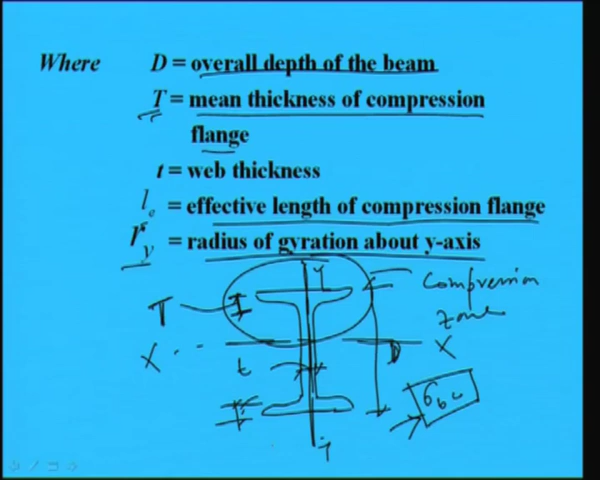 Where D = overall depth of the beam
T = mean thickness of compression
flange
t = web thickness
l_e = effective length of compression flange
r_y = radius of gyration about y-axis
Y
Compression
zone
T
X X
D
t
σbc
Y